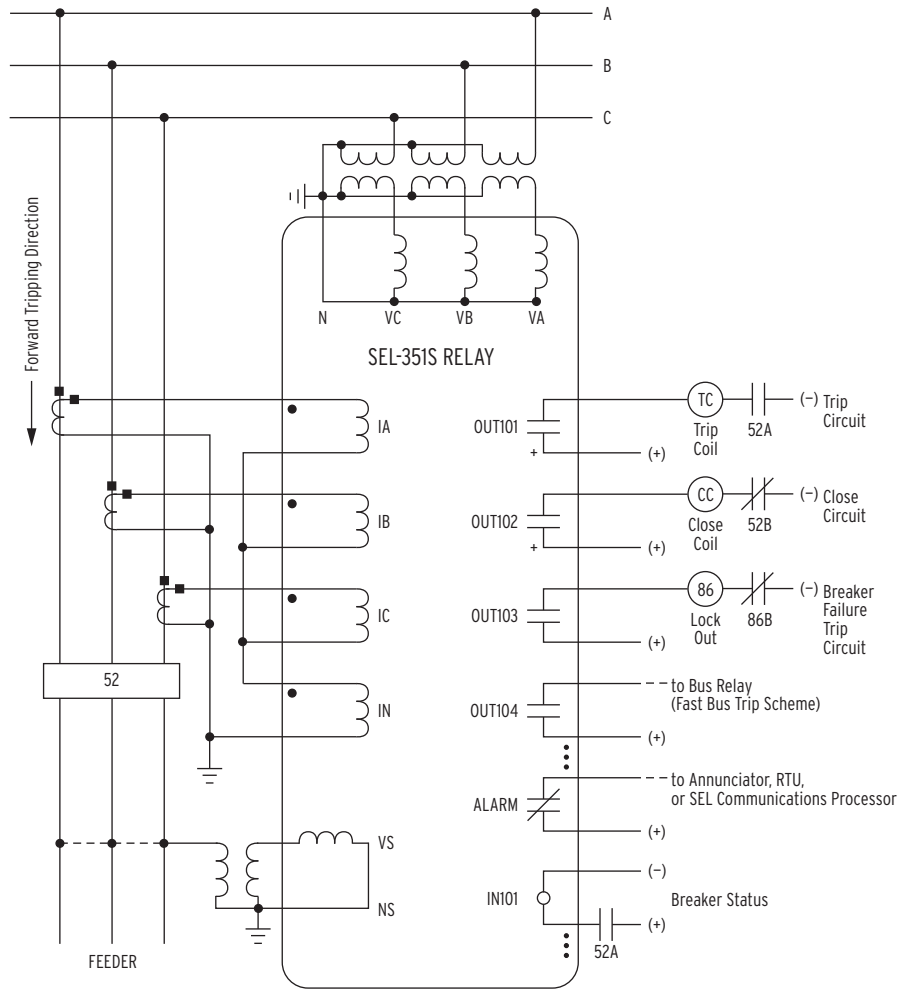 A
B
C
Forward Tripping Direction
N VC VB VA
SEL-351S RELAY
IA
IB
IC
IN
VS
NS
52
FEEDER
OUT101
+
(+)
TC
Trip
Coil
52A
(–) Trip
Circuit
OUT102
+
(+)
CC
Close
Coil
52B
(–) Close
Circuit
OUT103
(+)
86
Lock
Out
86B
(–) Breaker
Failure
Trip
Circuit
OUT104
(+)
to Bus Relay
(Fast Bus Trip Scheme)
ALARM
(+)
to Annunciator, RTU,
or SEL Communications Processor
IN101
(–)
Breaker Status
(+)
52A